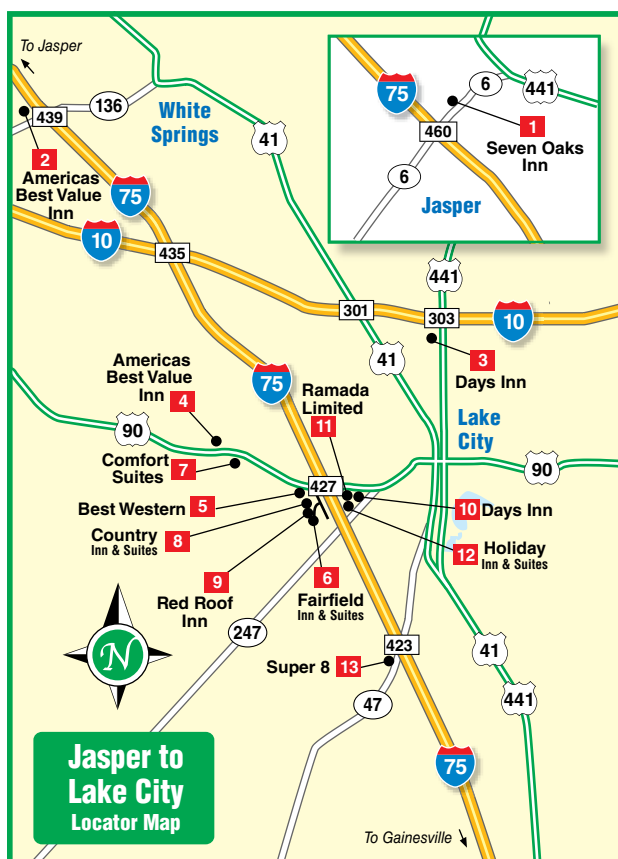 To Jasper
136
439
White
Springs
41
2
Americas
Best Value
Inn
75
10
435
441
6
75
460
1
Seven Oaks
Inn
6
Jasper
441
301
303
10
41
3
Days Inn
75
Americas
Best Value
Inn
4
Ramada
Limited
11
Lake
City
90
Comfort
Suites
7
427
90
Best Western
5
10
Days Inn
Country
Inn & Suites
8
12
Holiday
Inn & Suites
9
Red Roof
Inn
6
Fairfield
Inn & Suites
N
247
423
Super 8
13
41
47
441
75
Jasper to
Lake City
Locator Map
To Gainesville